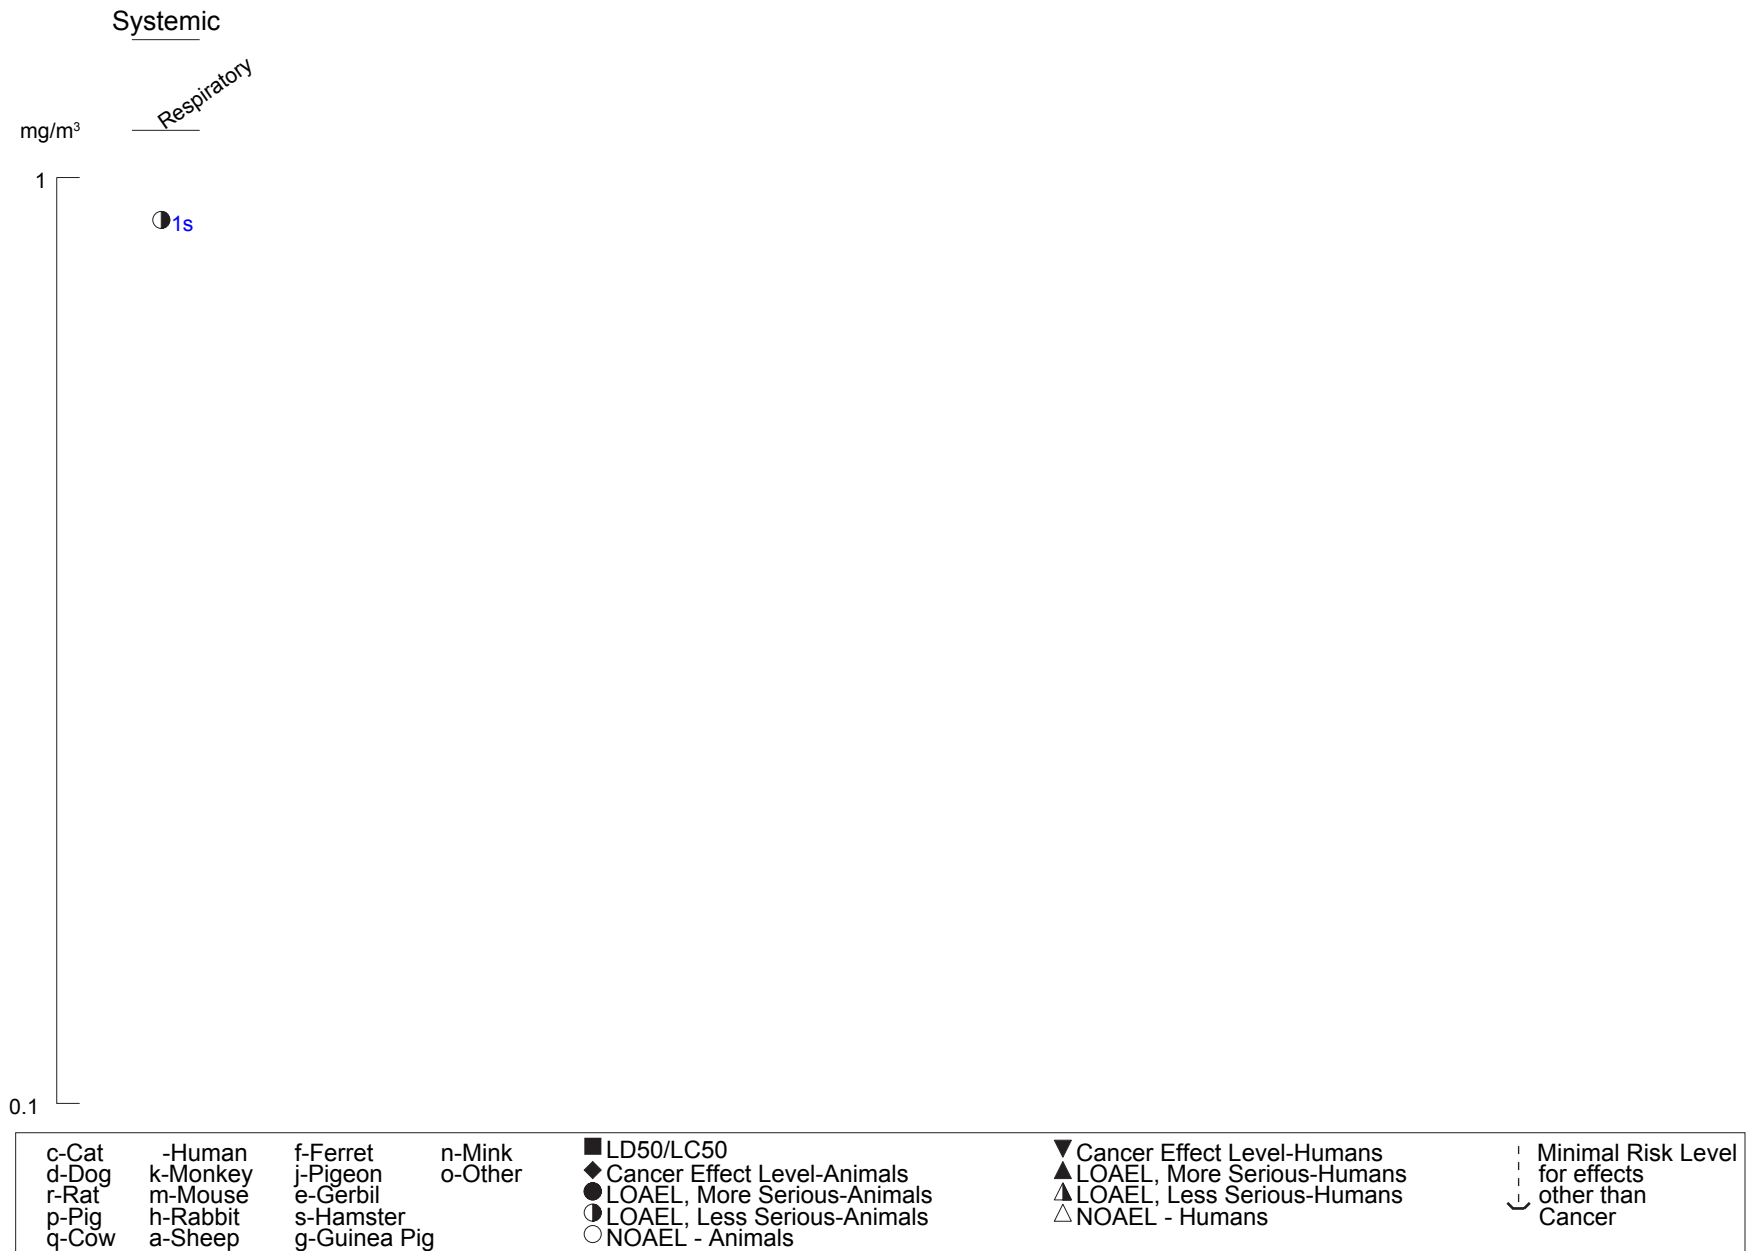 Systemic
Respiratory
mg/m³
1
1s
0.1
c-Cat -Human f-Ferret n-Mink
d-Dog k-Monkey j-Pigeon o-Other
r-Rat m-Mouse e-Gerbil
p-Pig h-Rabbit s-Hamster
q-Cow a-Sheep g-Guinea Pig
LD50/LC50
Cancer Effect Level-Animals
LOAEL, More Serious-Animals
LOAEL, Less Serious-Animals
NOAEL - Animals
Cancer Effect Level-Humans
LOAEL, More Serious-Humans
LOAEL, Less Serious-Humans
NOAEL - Humans
Minimal Risk Level
for effects
other than
Cancer